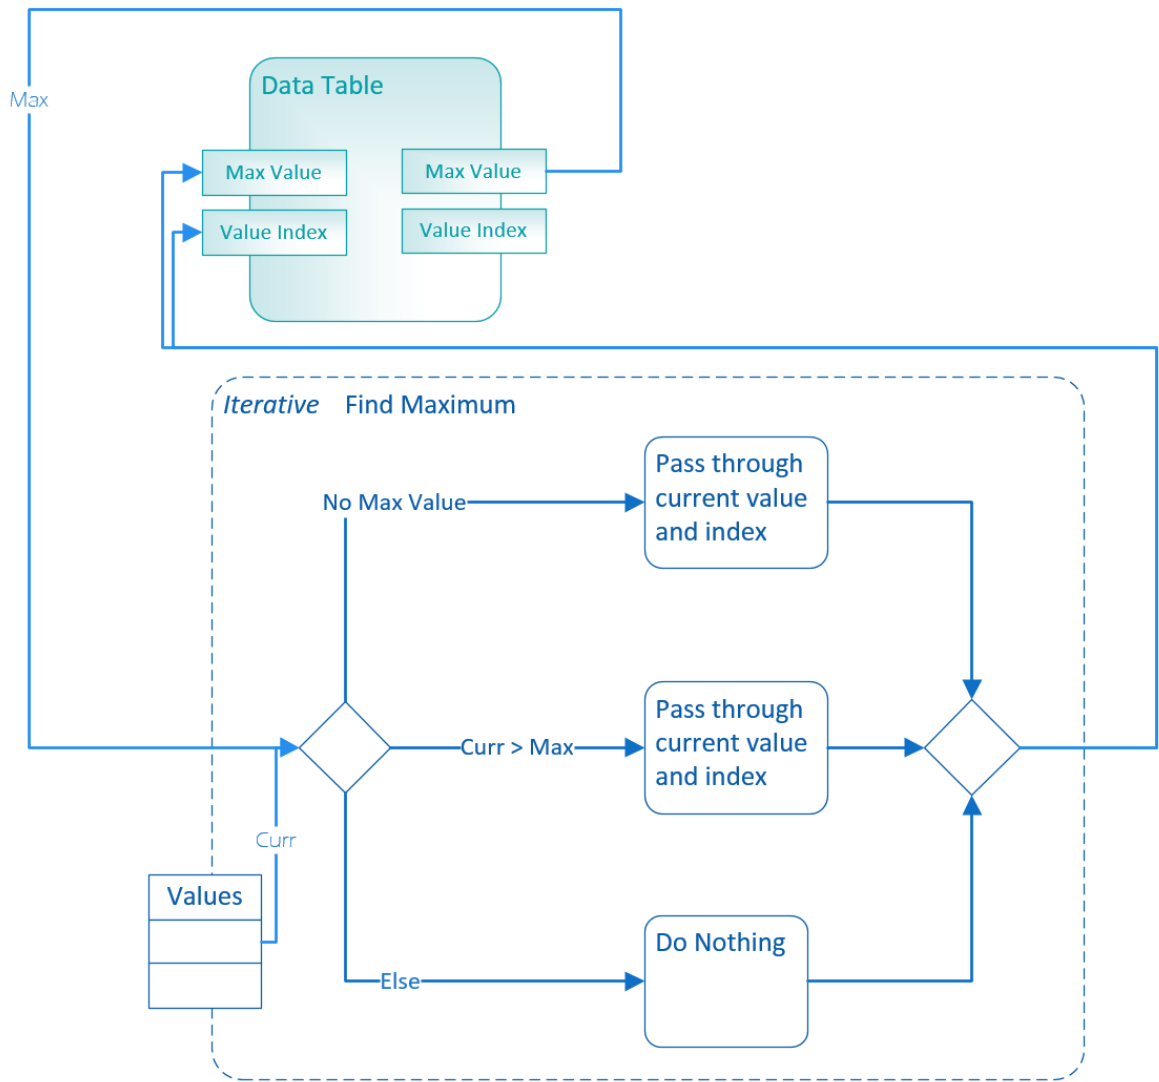 Max
Data Table
Max Value
Max Value
Value Index
Value Index
Iterative Find Maximum
No Max Value
Pass through
current value
and index
Curr > Max
Pass through
current value
and index
Curr
Values
Else
Do Nothing